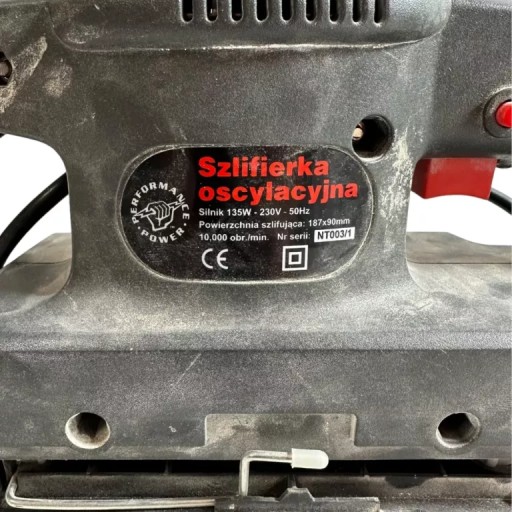 Szlifierka
oscylacyjna
Silnik 135W - 230V - 50Hz
Powierzchnia szlifująca: 187x90mm
10.000 obr./min. Nr serii: NT003/1
CE
PERFORMANCE
POWER